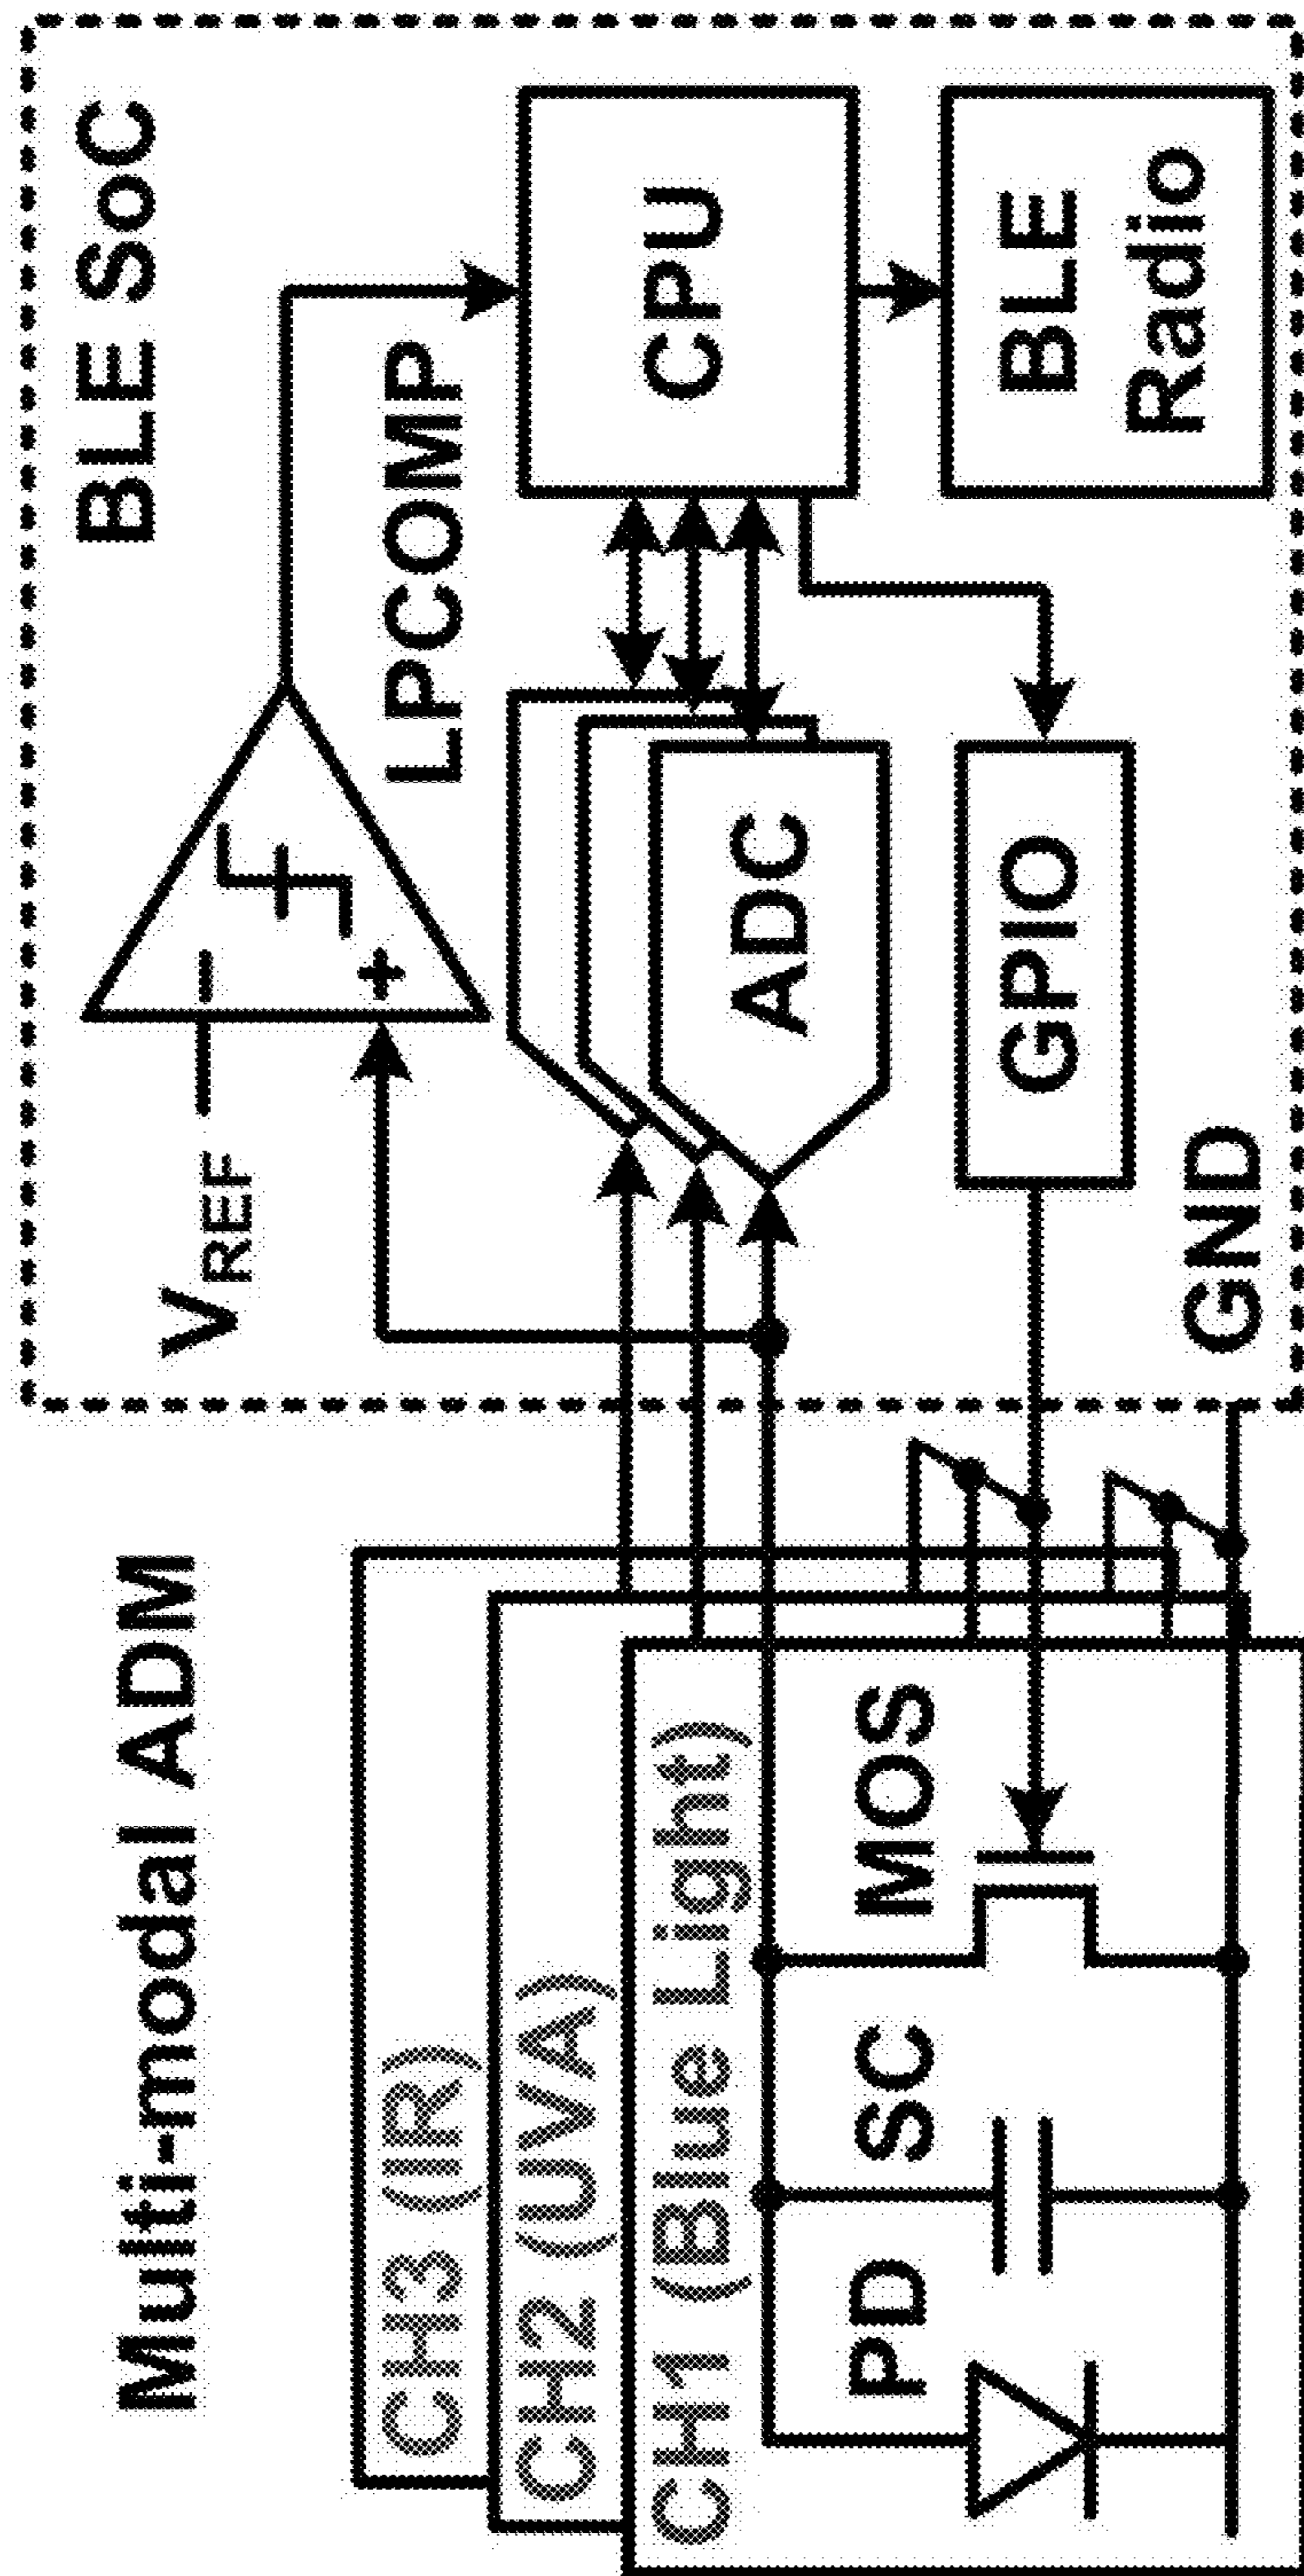 Multi-modal ADM
CH3 (IR)
CH2 (UVA)
CH1 (Blue Light)
PD
SC
MOS
BLE SoC
VREF
−
+
LPCOMP
ADC
CPU
GPIO
BLE
Radio
GND